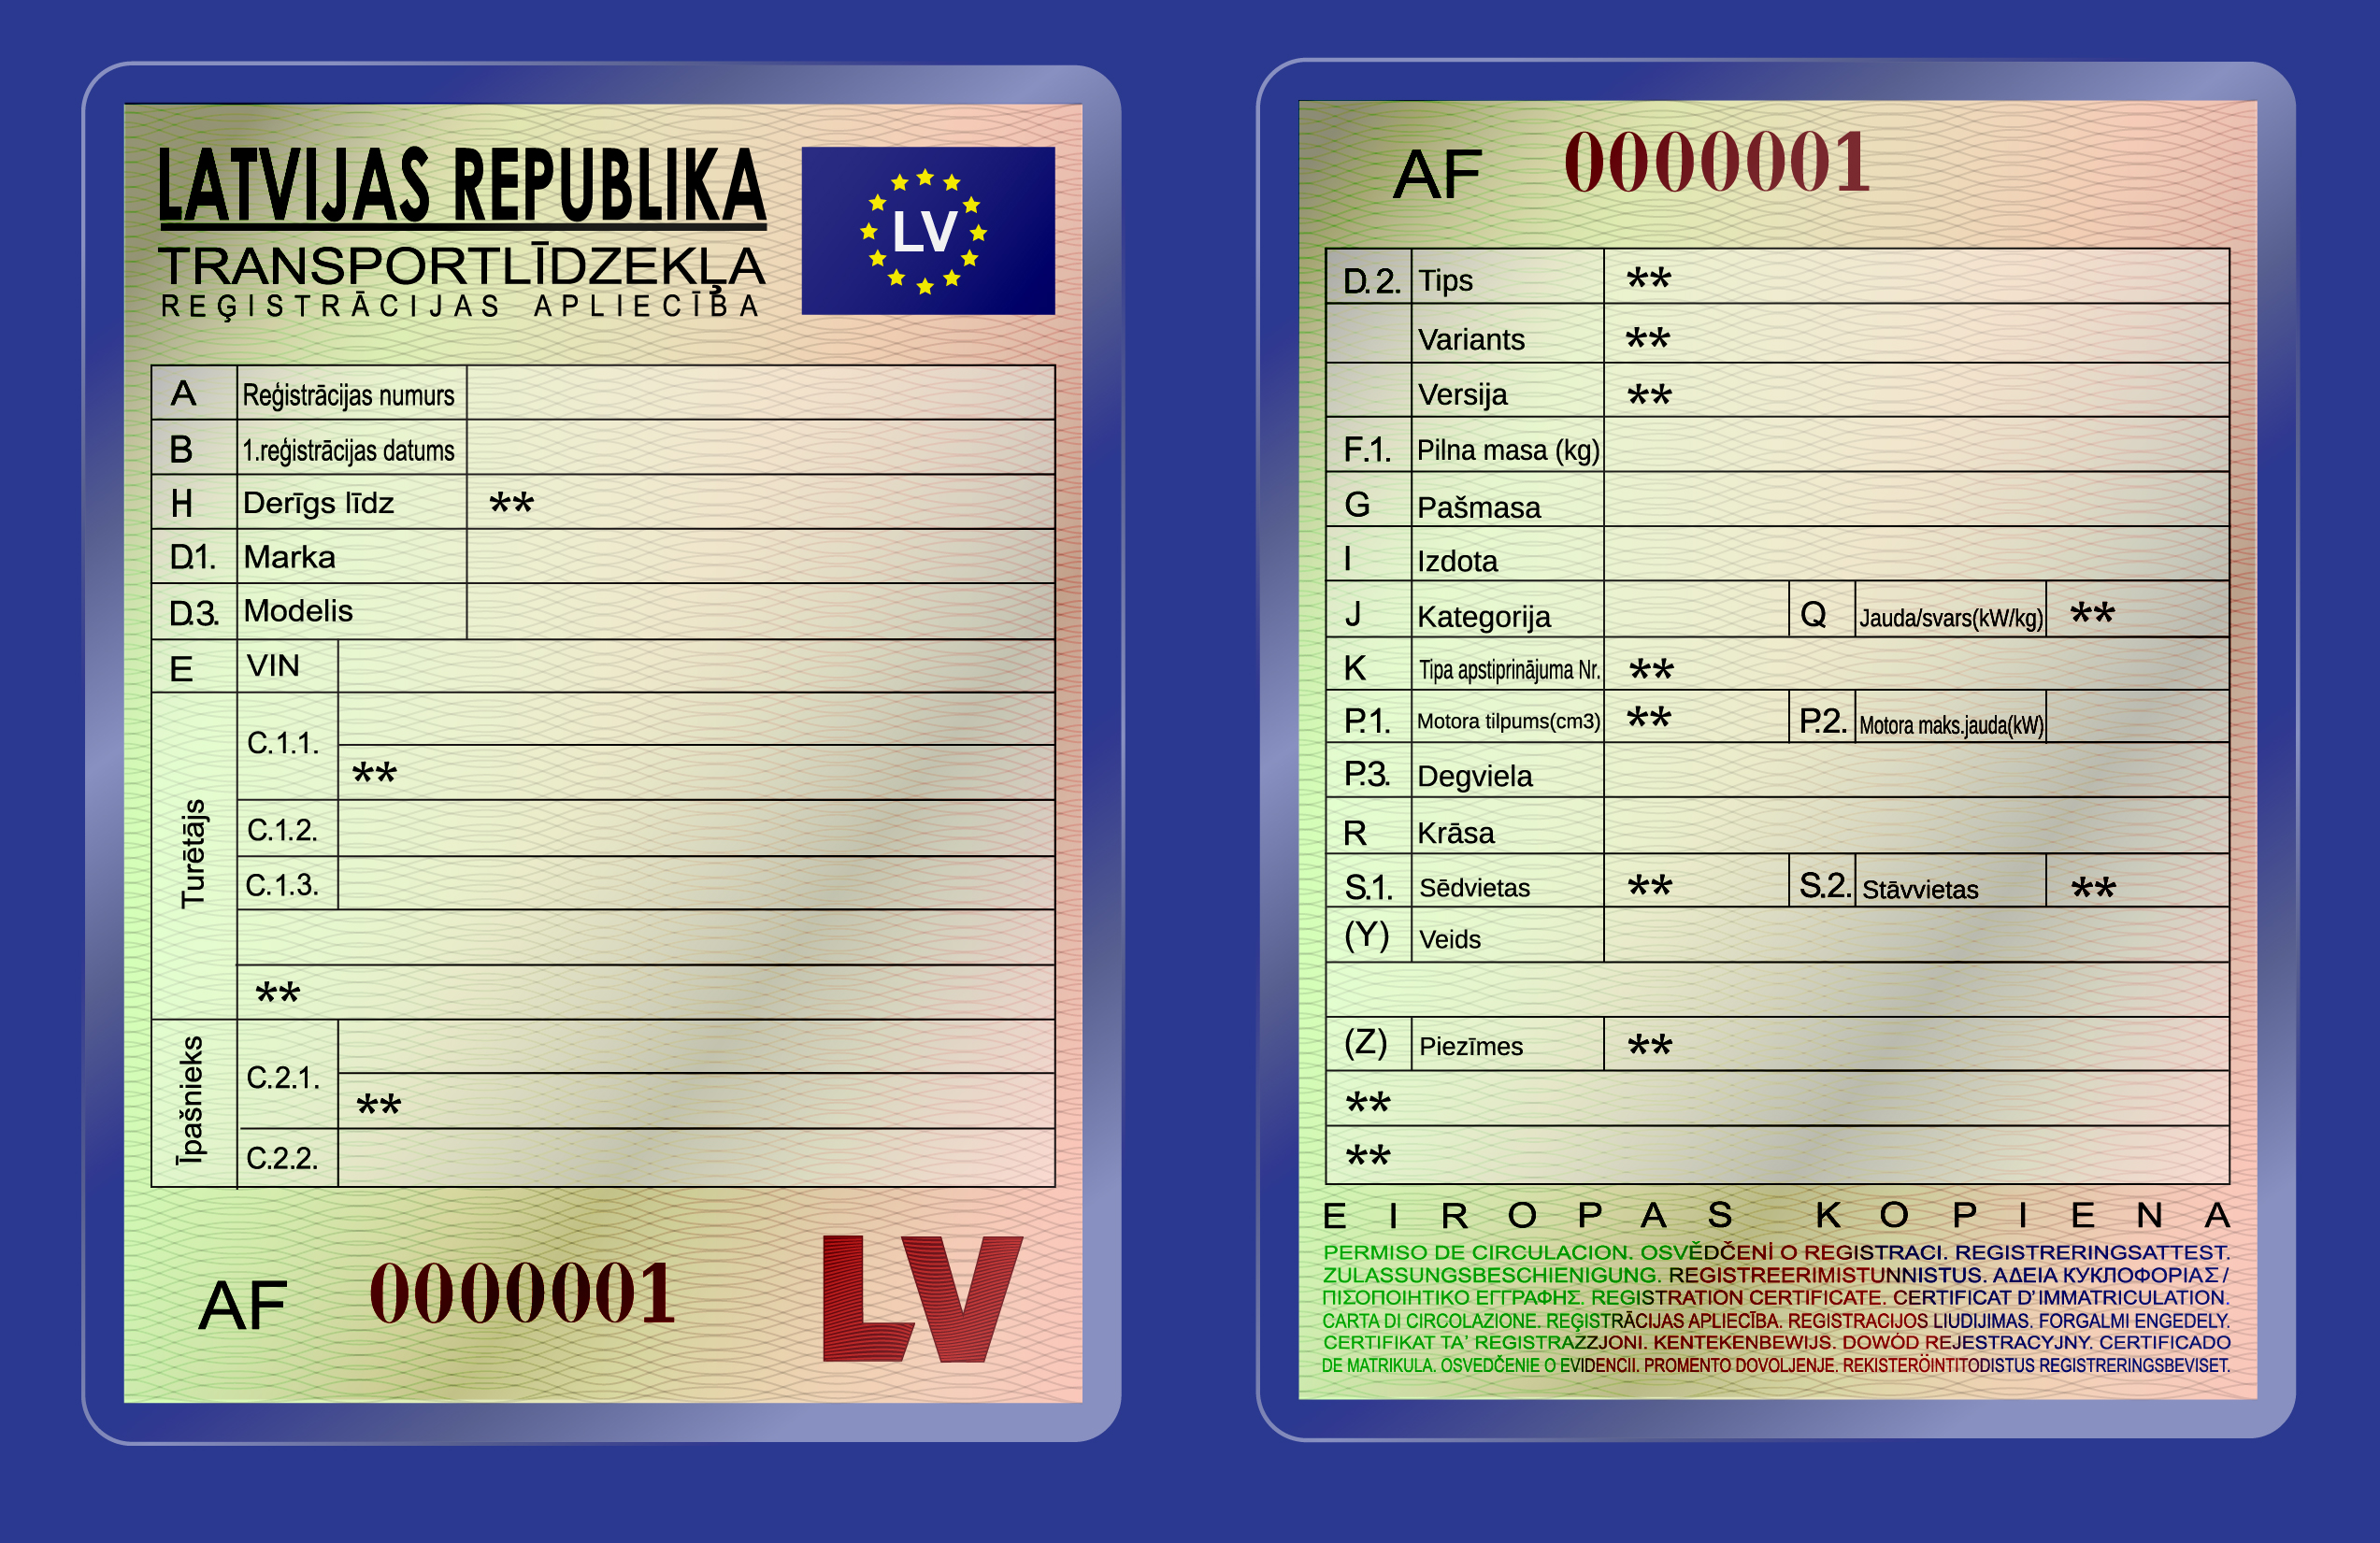 LATVIJAS REPUBLIKA
TRANSPORTLĪDZEKĻA
REĢISTRĀCIJAS APLIECĪBA
LV
A Reģistrācijas numurs
B 1.reģistrācijas datums
H Derīgs līdz **
D.1. Marka
D.3. Modelis
E VIN
Turētājs
C.1.1.
**
C.1.2.
C.1.3.
**
Īpašnieks
C.2.1.
**
C.2.2.
AF 0000001
LV
AF 0000001
D.2. Tips **
Variants **
Versija **
F.1. Pilna masa (kg)
G Pašmasa
I Izdota
J Kategorija Q Jauda/svars(kW/kg) **
K Tipa apstiprinājuma Nr. **
P.1. Motora tilpums(cm3) ** P.2. Motora maks.jauda(kW)
P.3. Degviela
R Krāsa
S.1. Sēdvietas ** S.2. Stāvvietas **
(Y) Veids
(Z) Piezīmes **
**
**
EIROPAS KOPIENA
PERMISO DE CIRCULACION. OSVĚDČENİ O REGISTRACI. REGISTRERINGSATTEST.
ZULASSUNGSBESCHIENIGUNG. REGISTREERIMISTUNNISTUS. ΑΔΕΙΑ ΚУΚΛΟΦΟΡΙΑΣ /
ΠΙΣΟΠΟΙΗΤΙΚΟ ΕΓΓΡΑΦΗΣ. REGISTRATION CERTIFICATE. CERTIFICAT D' IMMATRICULATION.
CARTA DI CIRCOLAZIONE. REĢISTRĀCIJAS APLIECĪBA. REGISTRACIJOS LIUDIJIMAS. FORGALMI ENGEDELY.
CERTIFIKAT TA' REGISTRAZZJONI. KENTEKENBEWIJS. DOWÓD REJESTRACYJNY. CERTIFICADO
DE MATRIKULA. OSVEDČENIE O EVIDENCII. PROMENTO DOVOLJENJE. REKISTERÖINTITODISTUS REGISTRERINGSBEVISET.